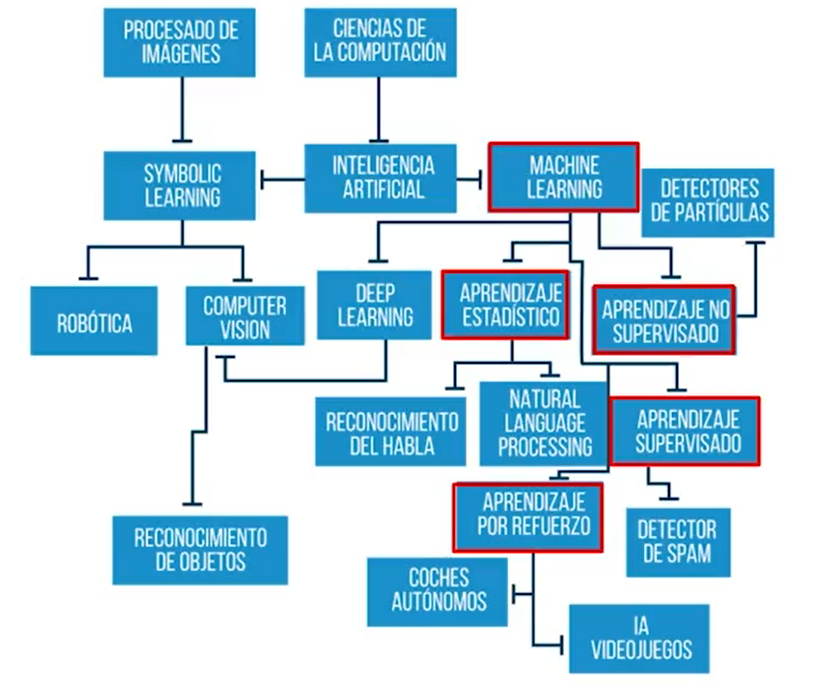 PROCESADO DE
IMÁGENES
CIENCIAS DE
LA COMPUTACIÓN
SYMBOLIC
LEARNING
INTELIGENCIA
ARTIFICIAL
MACHINE
LEARNING
DETECTORES
DE PARTÍCULAS
ROBÓTICA
COMPUTER
VISION
DEEP
LEARNING
APRENDIZAJE
ESTADÍSTICO
APRENDIZAJE NO
SUPERVISADO
RECONOCIMIENTO
DEL HABLA
NATURAL
LANGUAGE
PROCESSING
APRENDIZAJE
SUPERVISADO
RECONOCIMIENTO
DE OBJETOS
APRENDIZAJE
POR REFUERZO
DETECTOR
DE SPAM
COCHES
AUTÓNOMOS
IA
VIDEOJUEGOS